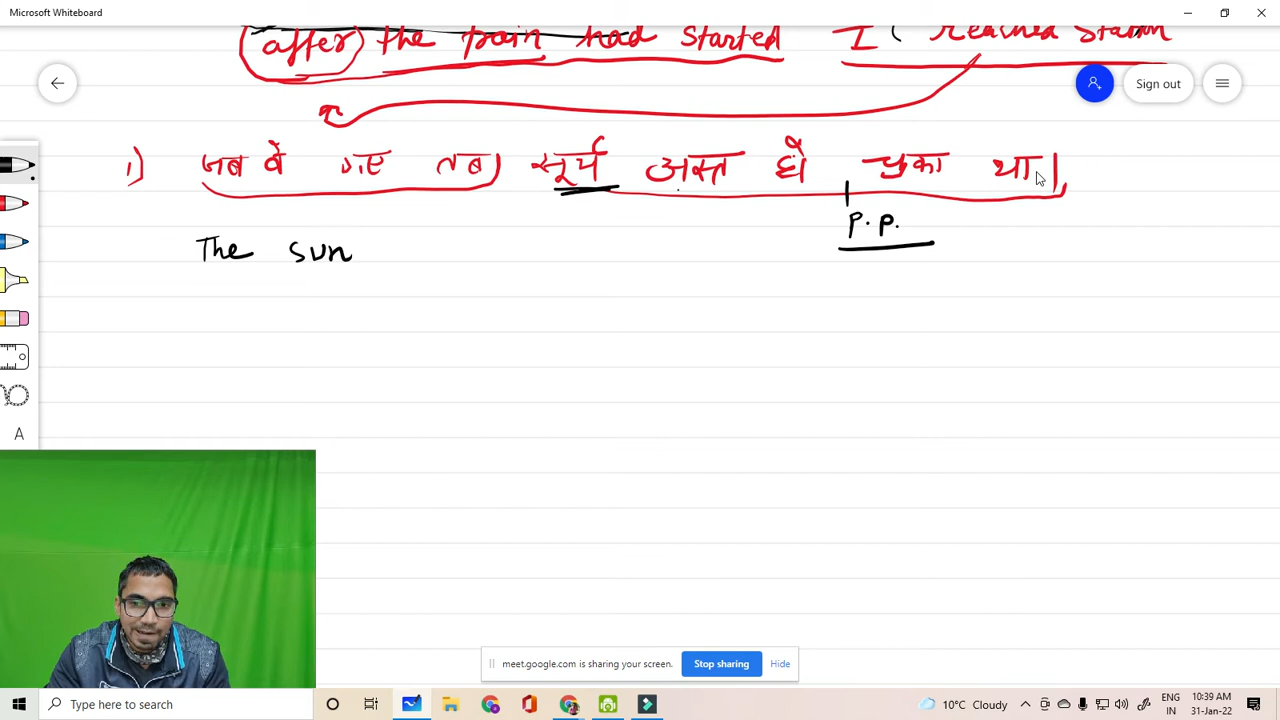 Microsoft Whiteboard
after the train had started I reached
Sign out
1) जब वे गए तब सूर्य अस्त हो चुका था।
P.P.
The sun
A
meet.google.com is sharing your screen. Stop sharing Hide
Type here to search
10°C Cloudy
ENG
IN
10:39 AM
31-Jan-22